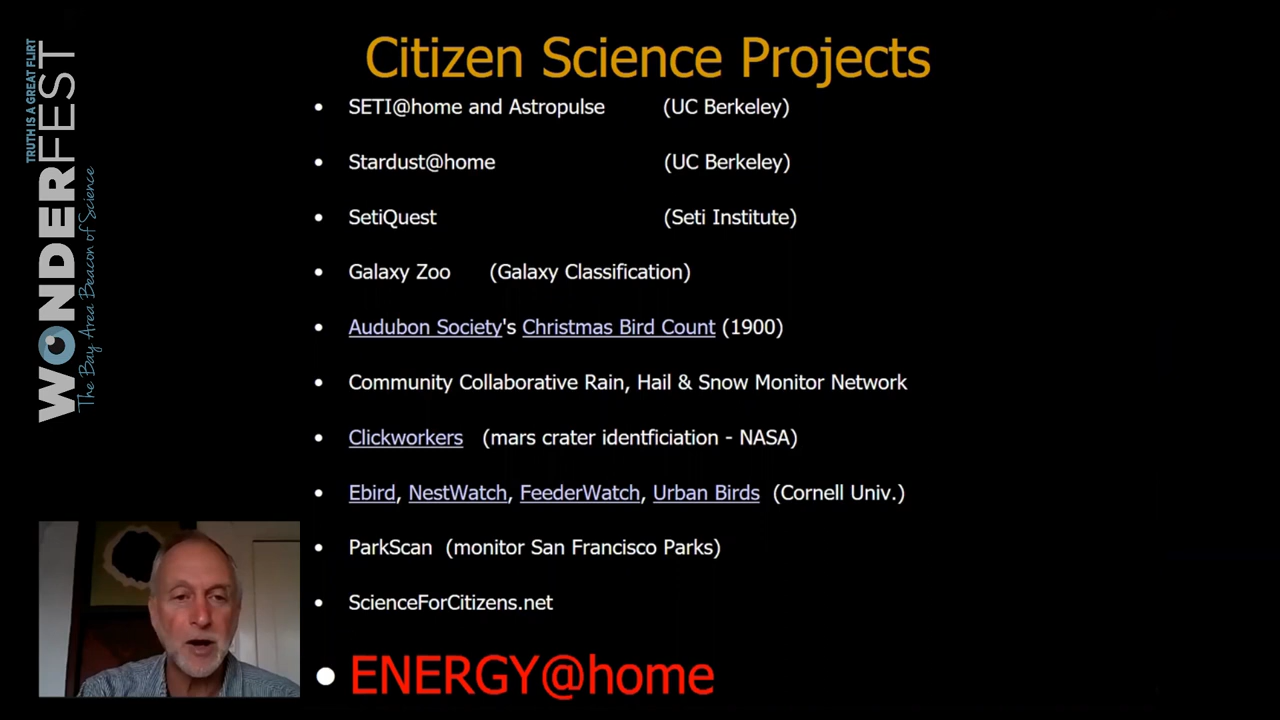 TRUTH IS A GREAT FLIRT
WONDERFEST
The Bay Area Beacon of Science
Citizen Science Projects
• SETI@home and Astropulse (UC Berkeley)
• Stardust@home (UC Berkeley)
• SetiQuest (Seti Institute)
• Galaxy Zoo (Galaxy Classification)
• Audubon Society's Christmas Bird Count (1900)
• Community Collaborative Rain, Hail & Snow Monitor Network
• Clickworkers (mars crater identficiation - NASA)
• Ebird, NestWatch, FeederWatch, Urban Birds (Cornell Univ.)
• ParkScan (monitor San Francisco Parks)
• ScienceForCitizens.net
• ENERGY@home